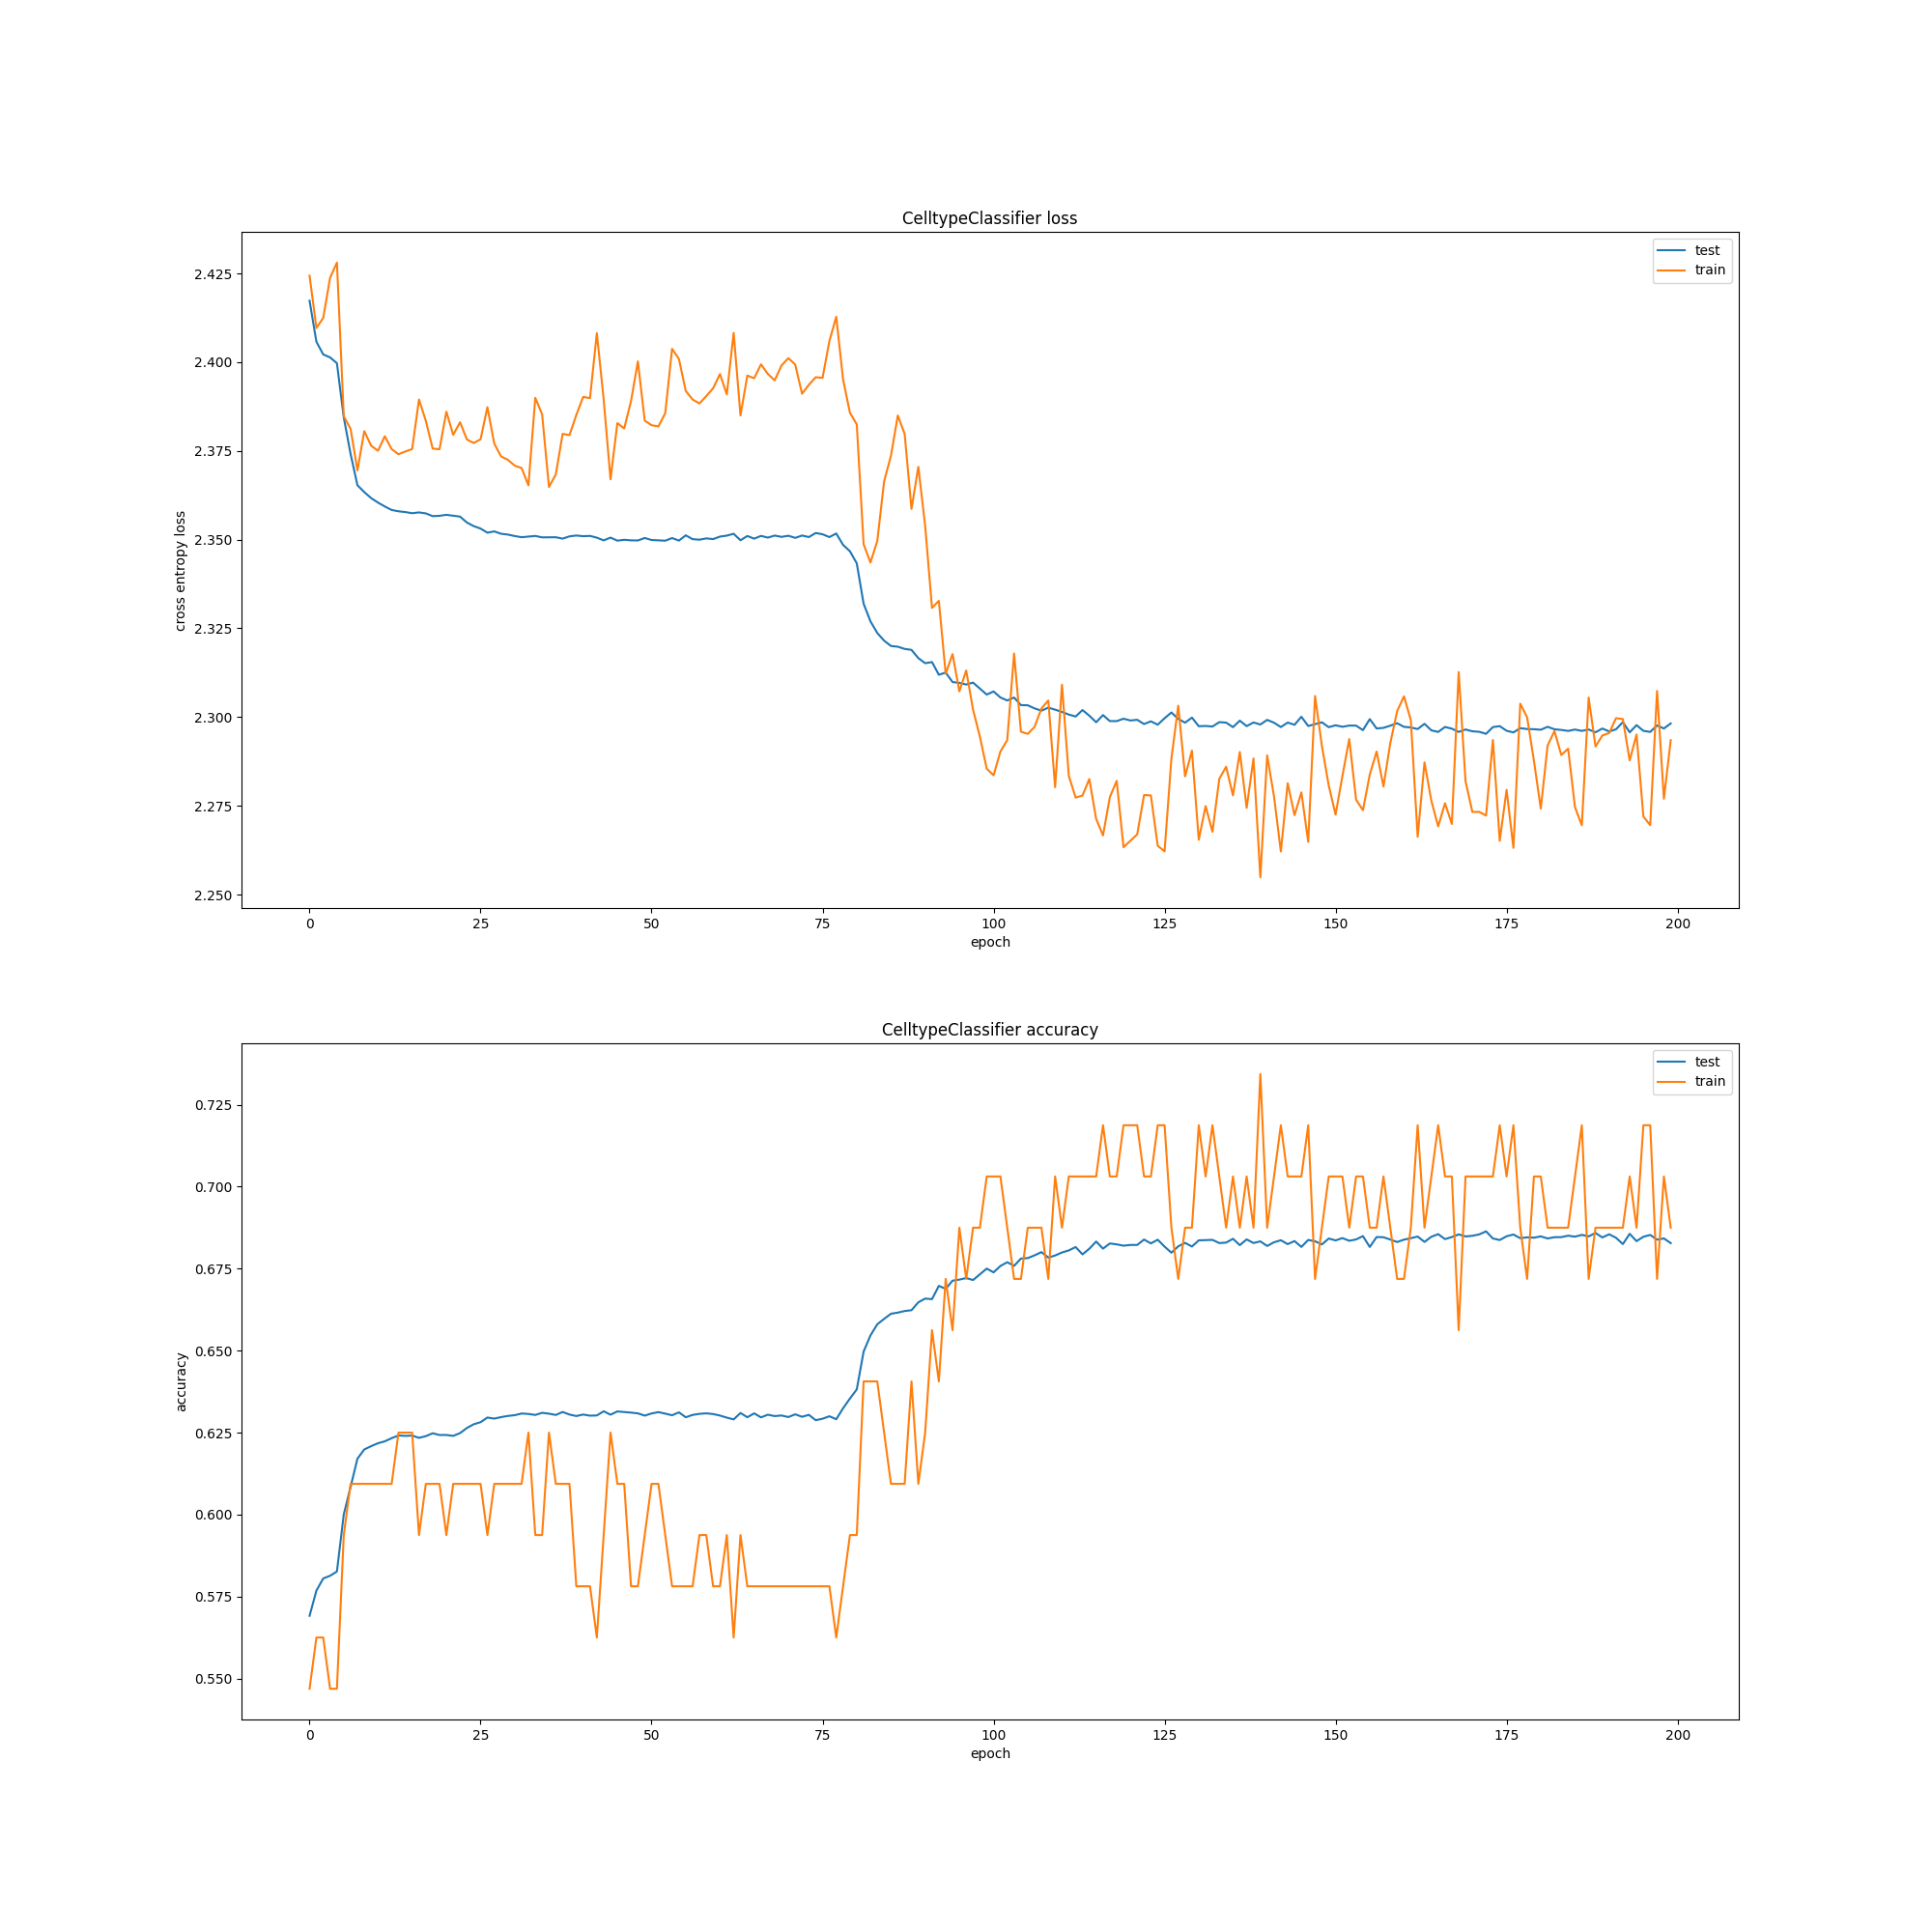 CelltypeClassifier loss
test
train
2.425
2.400
2.375
2.350
2.325
2.300
2.275
2.250
cross entropy loss
0 25 50 75 100 125 150 175 200
epoch
CelltypeClassifier accuracy
test
train
0.725
0.700
0.675
0.650
0.625
0.600
0.575
0.550
accuracy
0 25 50 75 100 125 150 175 200
epoch